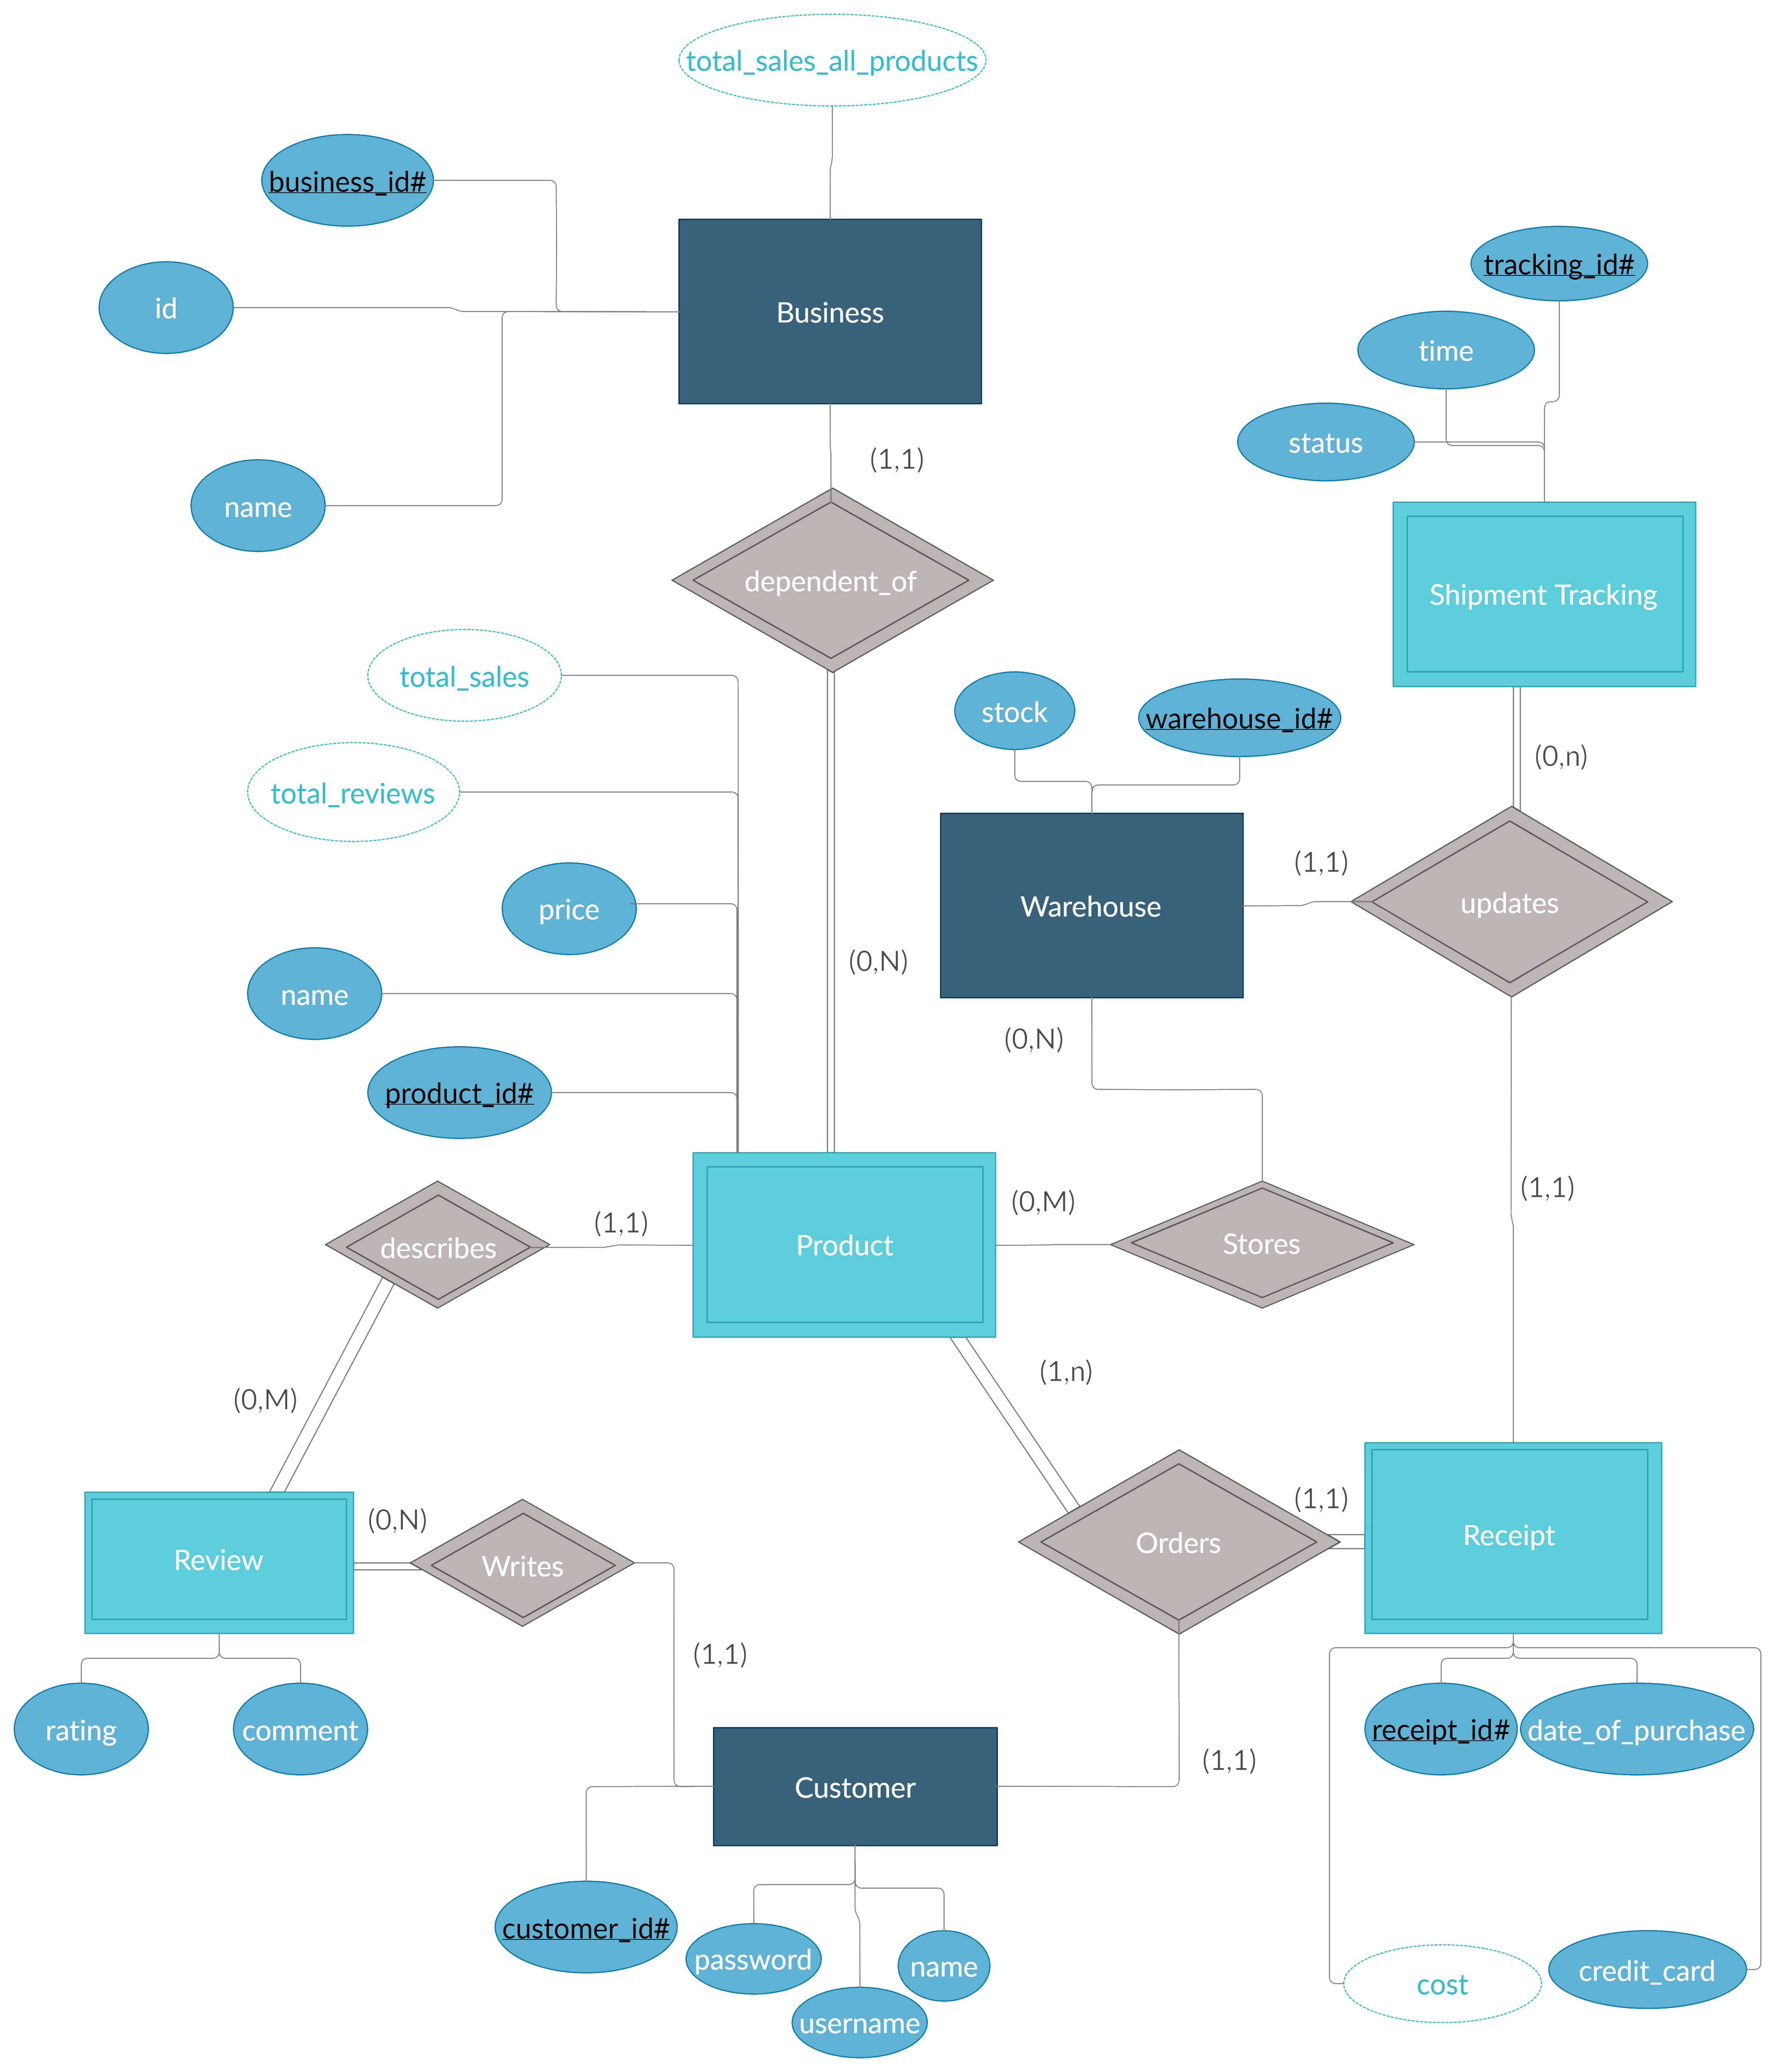 total_sales_all_products
business_id#
tracking_id#
id
Business
time
status
(1,1)
name
dependent_of
Shipment Tracking
total_sales
stock
warehouse_id#
(0,n)
total_reviews
(1,1)
price
Warehouse
updates
(0,N)
name
(0,N)
product_id#
(1,1)
(0,M)
(1,1)
describes
Product
Stores
(1,n)
(0,M)
(1,1)
(0,N)
Review
Writes
Orders
Receipt
(1,1)
rating
comment
receipt_id#
date_of_purchase
(1,1)
Customer
customer_id#
password
name
username
credit_card
cost